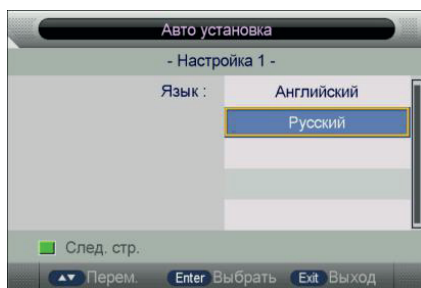 Авто установка
- Настройка 1 -
Язык : Английский
Русский
След. стр.
Перем. Enter Выбрать Exit Выход